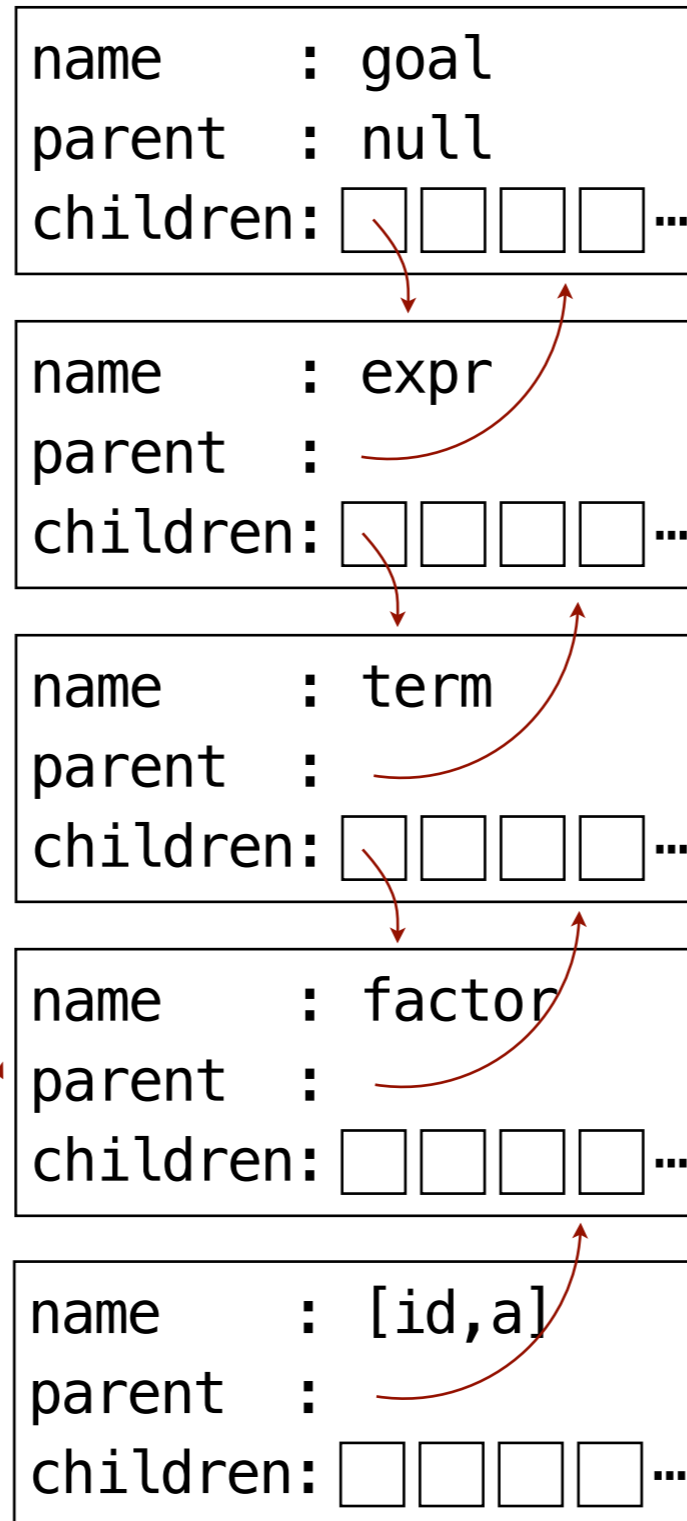 name : goal
parent : null
children: …
name : expr
parent :
children: …
name : term
parent :
children: …
name : factor
parent :
children: …
name : [id,a]
parent :
children: …